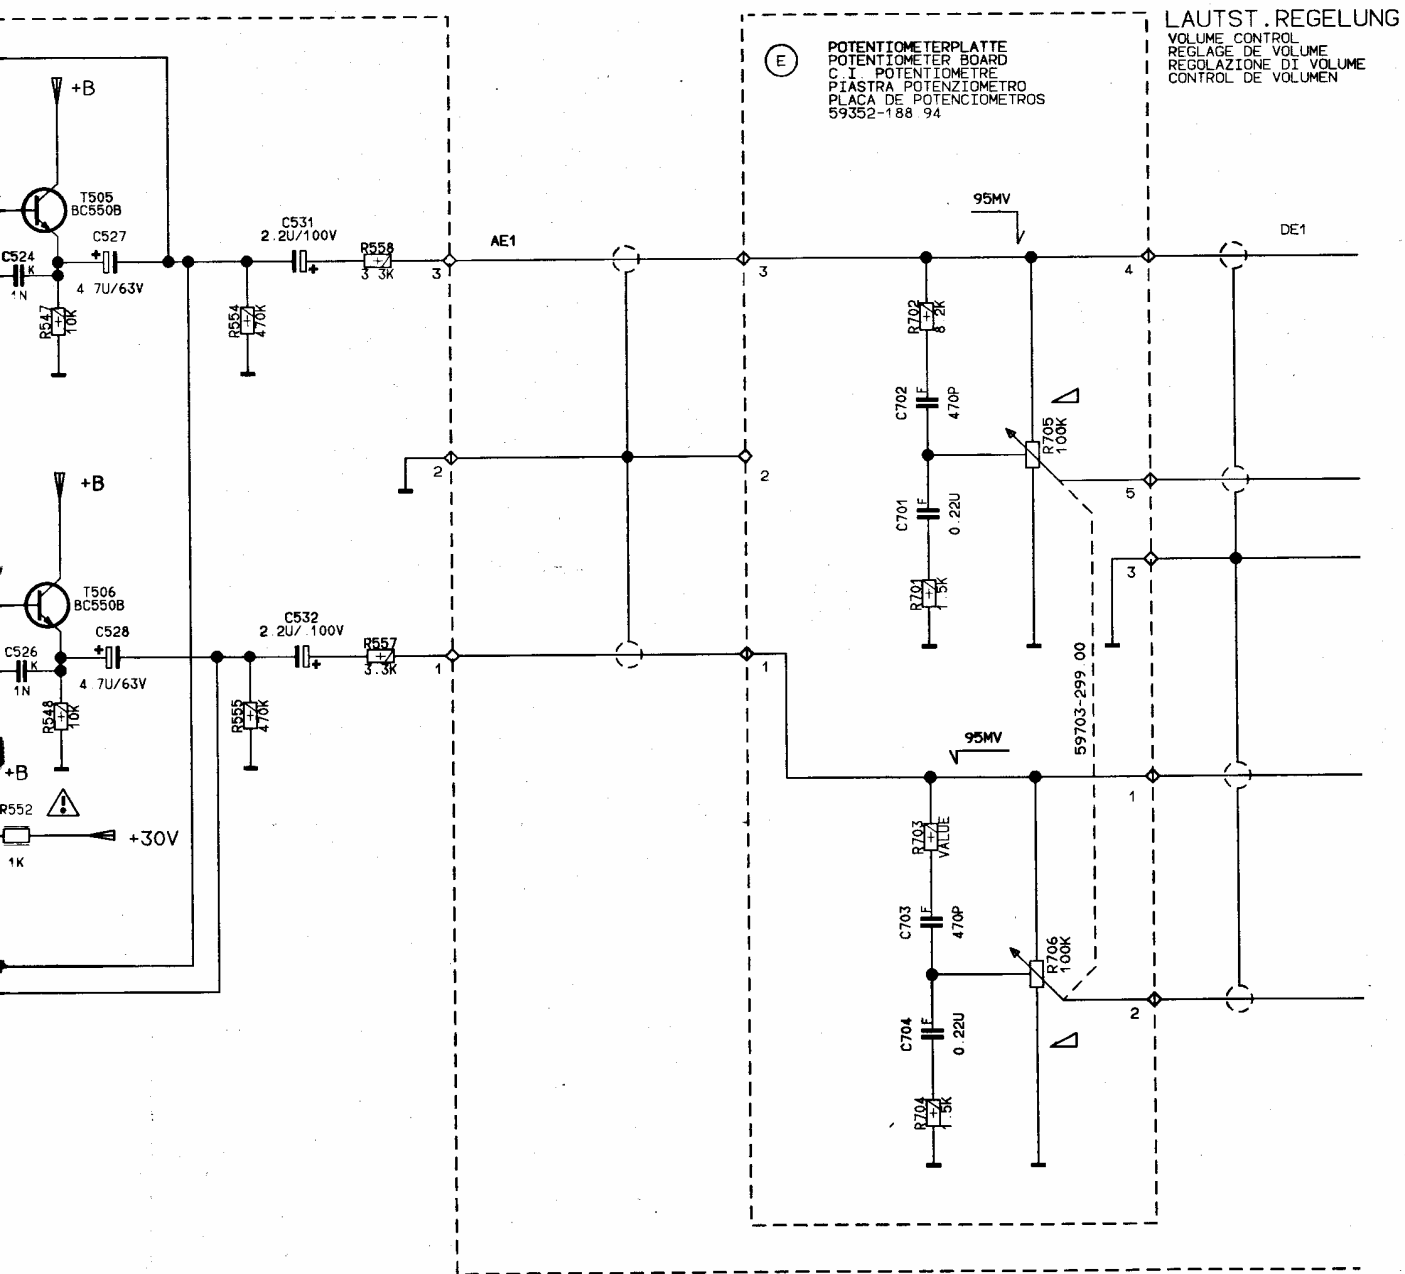 LAUTST.REGELUNG
VOLUME CONTROL
REGLAGE DE VOLUME
REGOLAZIONE DI VOLUME
CONTROL DE VOLUMEN
E
POTENTIOMETERPLATTE
POTENTIOMETER BOARD
C.I. POTENTIOMETRE
PIASTRA POTENZIOMETRO
PLACA DE POTENCIOMETROS
59352-188.94
+B
T505
BC550B
C524
K
1N
C527
+
4.7U/63V
R547
10K
C531
2.2U/100V
+
R558
3.3K
R554
470K
3
AE1
3
95MV
4
DE1
R702
8.2K
C702
F
470P
R705
100K
C701
F
0.22U
R701
1.5K
2
2
5
3
+B
T506
BC550B
C526
K
1N
C528
+
4.7U/63V
R548
10K
C532
2.2U/.100V
+
R557
3.3K
R555
470K
1
1
59703-299.00
95MV
1
+B
R552
1K
+30V
R703
VALUE
C703
F
470P
R706
100K
C704
F
0.22U
R704
1.5K
2